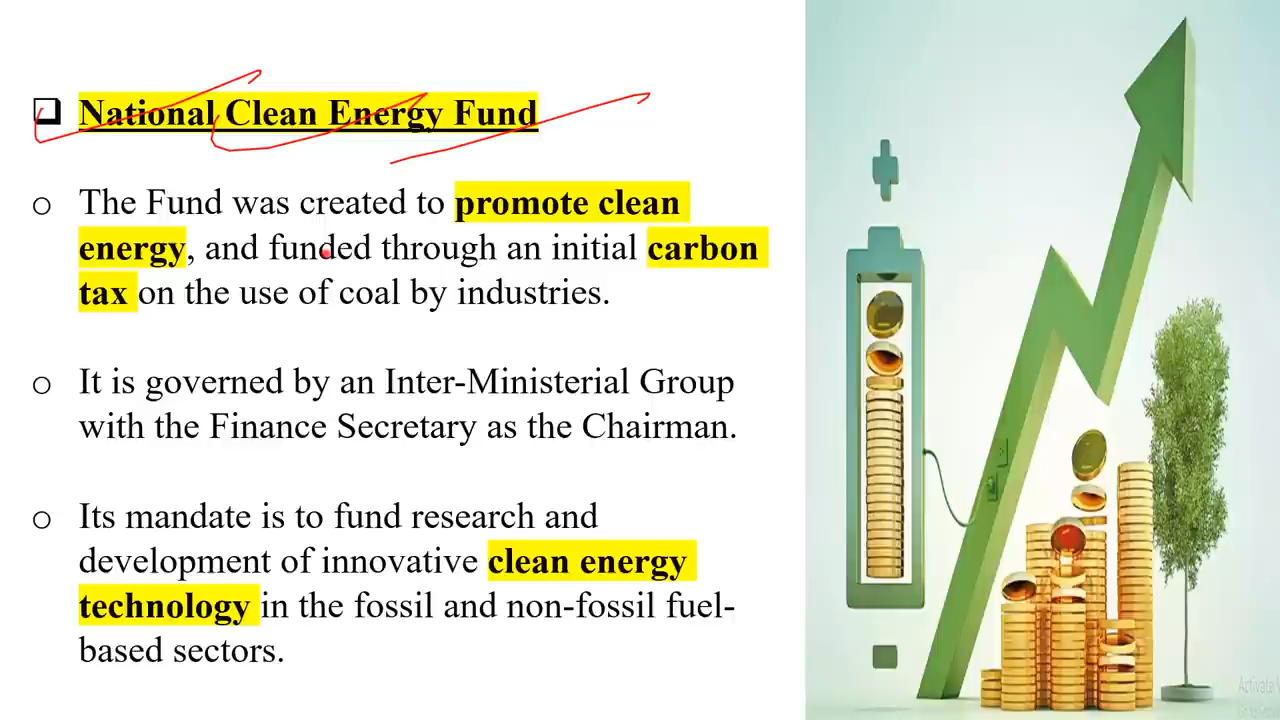 National Clean Energy Fund
The Fund was created to promote clean
energy, and funded through an initial carbon
tax on the use of coal by industries.
It is governed by an Inter-Ministerial Group
with the Finance Secretary as the Chairman.
Its mandate is to fund research and
development of innovative clean energy
technology in the fossil and non-fossil fuel-
based sectors.
Activate